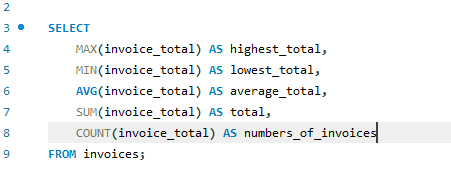 2
3 SELECT
4 MAX(invoice_total) AS highest_total,
5 MIN(invoice_total) AS lowest_total,
6 AVG(invoice_total) AS average_total,
7 SUM(invoice_total) AS total,
8 COUNT(invoice_total) AS numbers_of_invoices
9 FROM invoices;